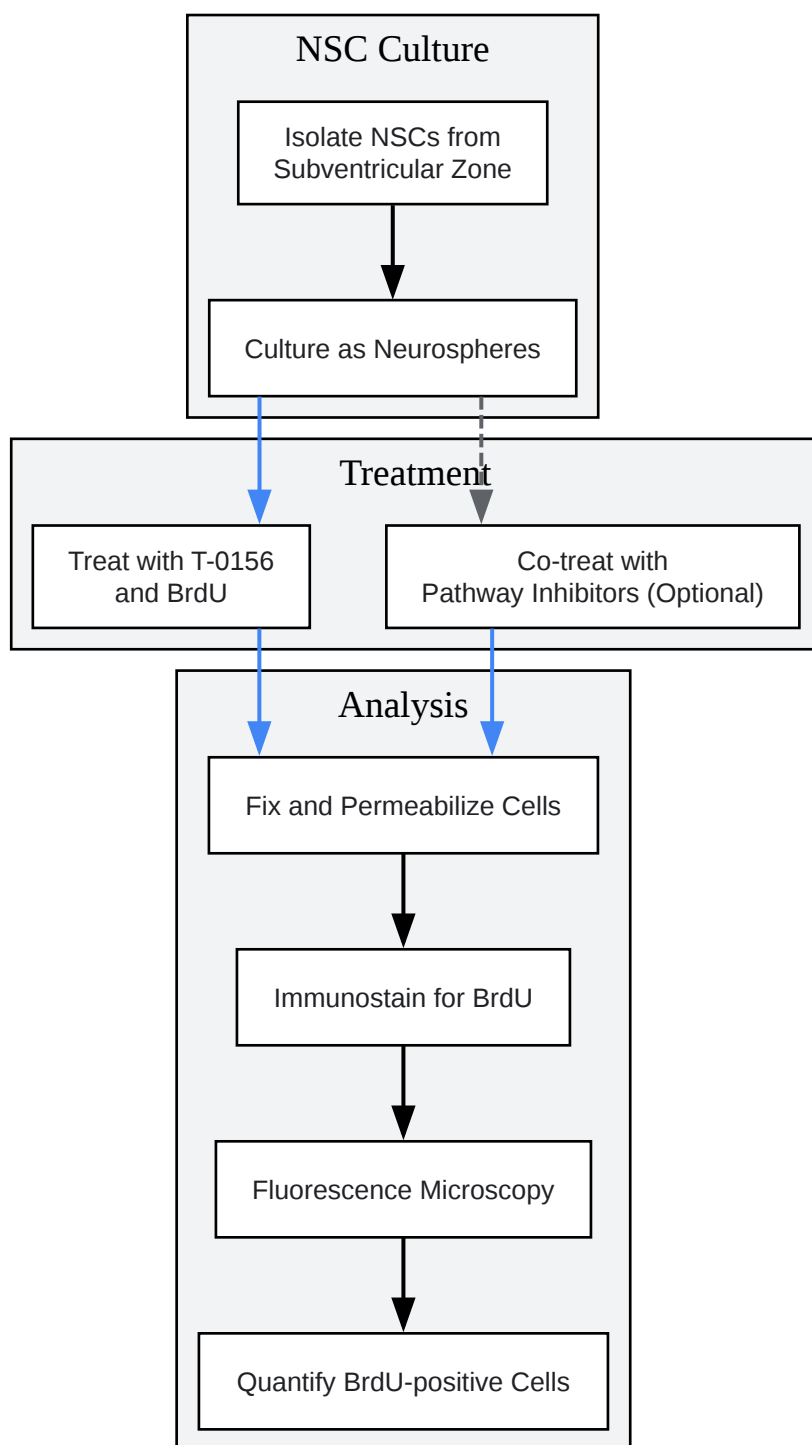 NSC Culture
Isolate NSCs from
Subventricular Zone
Culture as Neurospheres
Treatment
Treat with T-0156
and BrdU
Co-treat with
Pathway Inhibitors (Optional)
Analysis
Fix and Permeabilize Cells
Immunostain for BrdU
Fluorescence Microscopy
Quantify BrdU-positive Cells